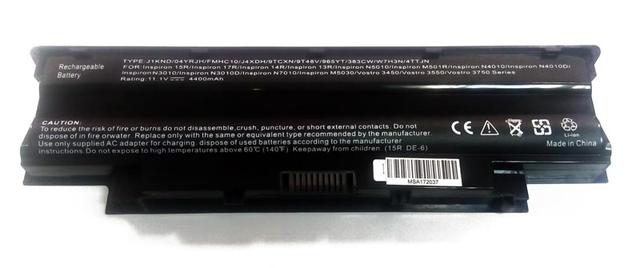 Rechargeable
Battery
TYPE: J1KND/04YRJH/FMHC10/J4XDH/9TCXN/9T48V/965YT/383CW/W7H3N/4TTJN
For:Inspiron 15R/Inspiron 17R/Inspiron 14R/Inspiron 13R/Inspiron N5010/Inspiron M501R/Inspiron N4010/Inspiron N4010Di
InspironN3010/Inspiron N3010D/Inspiron N7010/Inspiron M5030/Vostro 3450/Vostro 3550/Vostro 3750 Series
Rating:11.1V 4400mAh
CAUTION:
To reduce the risk of fire or burns do not disassemble,crush, puncture, or short external contacts. Do not
dispose of in fire orwater. Replace only with the same or equivalent type recommended by the manufacturer.
Use only supplied AC adapter for charging. dispose of used batteries according to the manufacturer's
instructions.Do not expose to high temperatures above 60℃ (140℉). Keepaway from children. (15R DE-6)
CE
Li-ion
Made in China
MSA172037